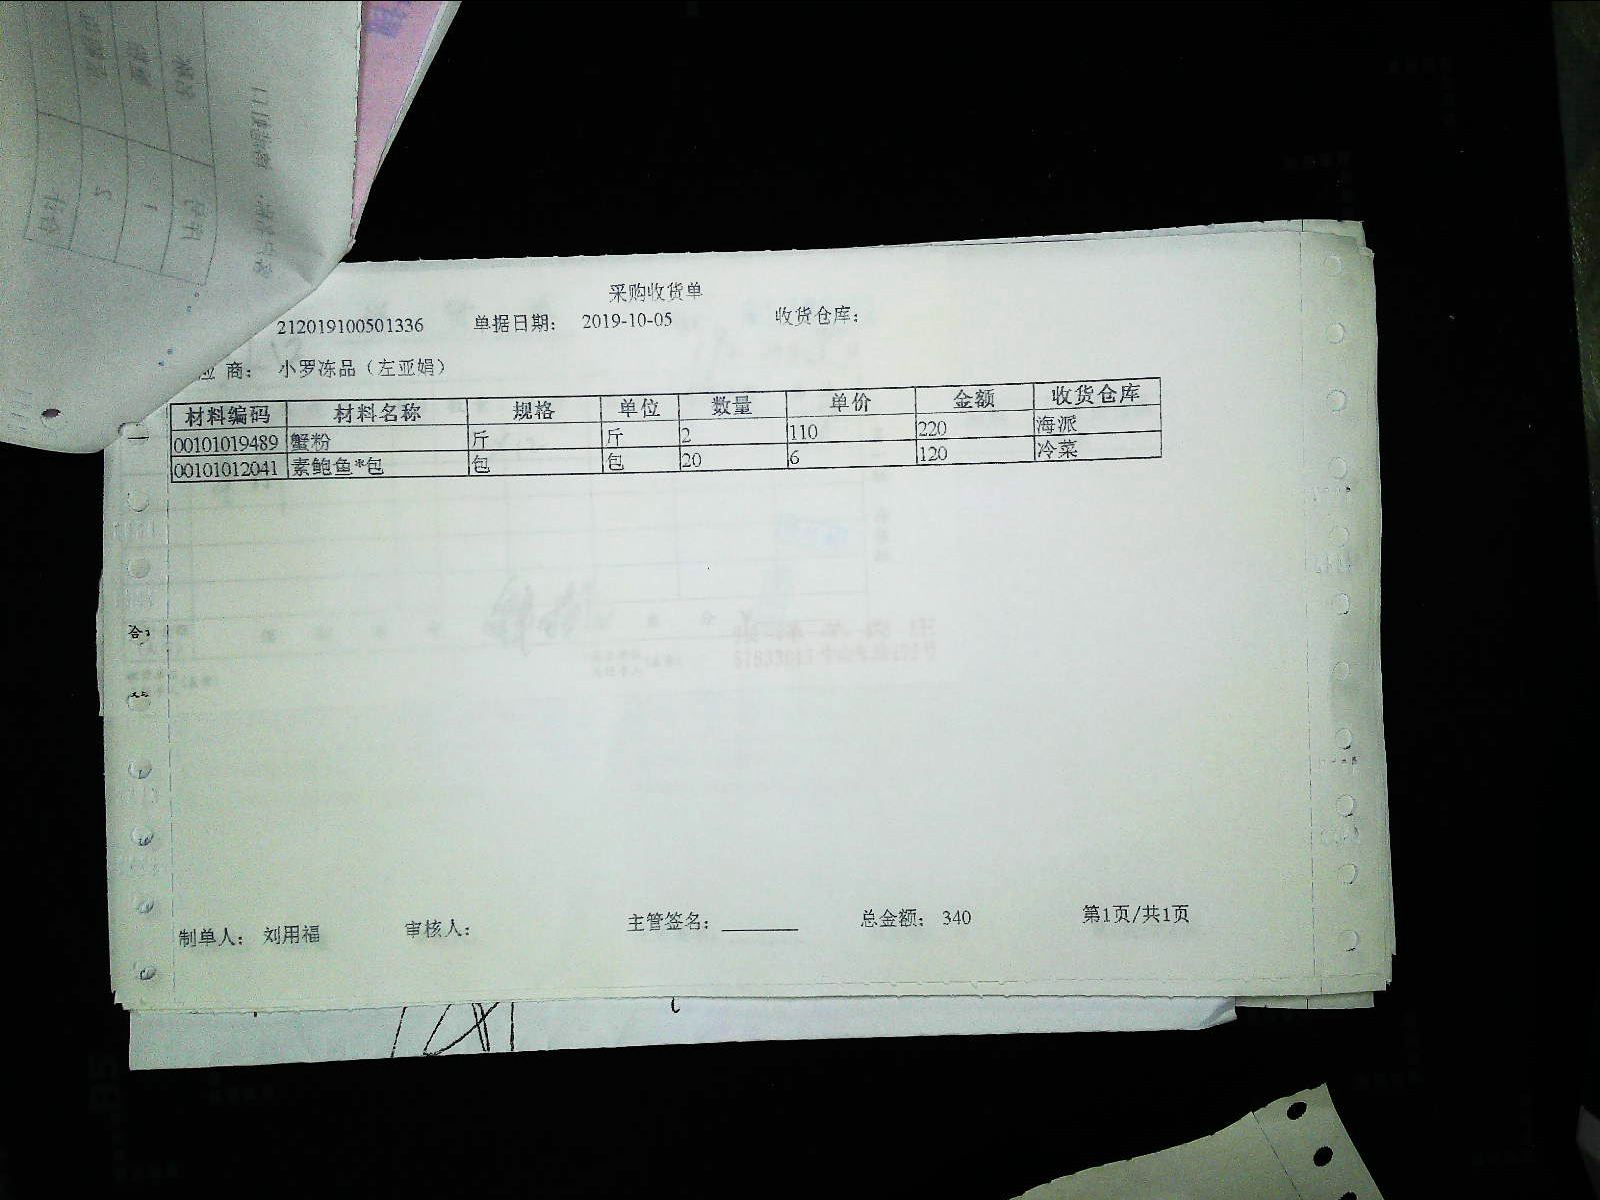 采购收货单
212019100501336 单据日期： 2019-10-05 收货仓库：
应 商： 小罗冻品（左亚娟）
材料编码 材料名称 规格 单位 数量 单价 金额 收货仓库
00101019489 蟹粉 斤 斤 2 110 220 海派
00101012041 素鲍鱼*包 包 包 20 6 120 冷菜
制单人： 刘用福 审核人： 主管签名： 总金额： 340 第1页/共1页